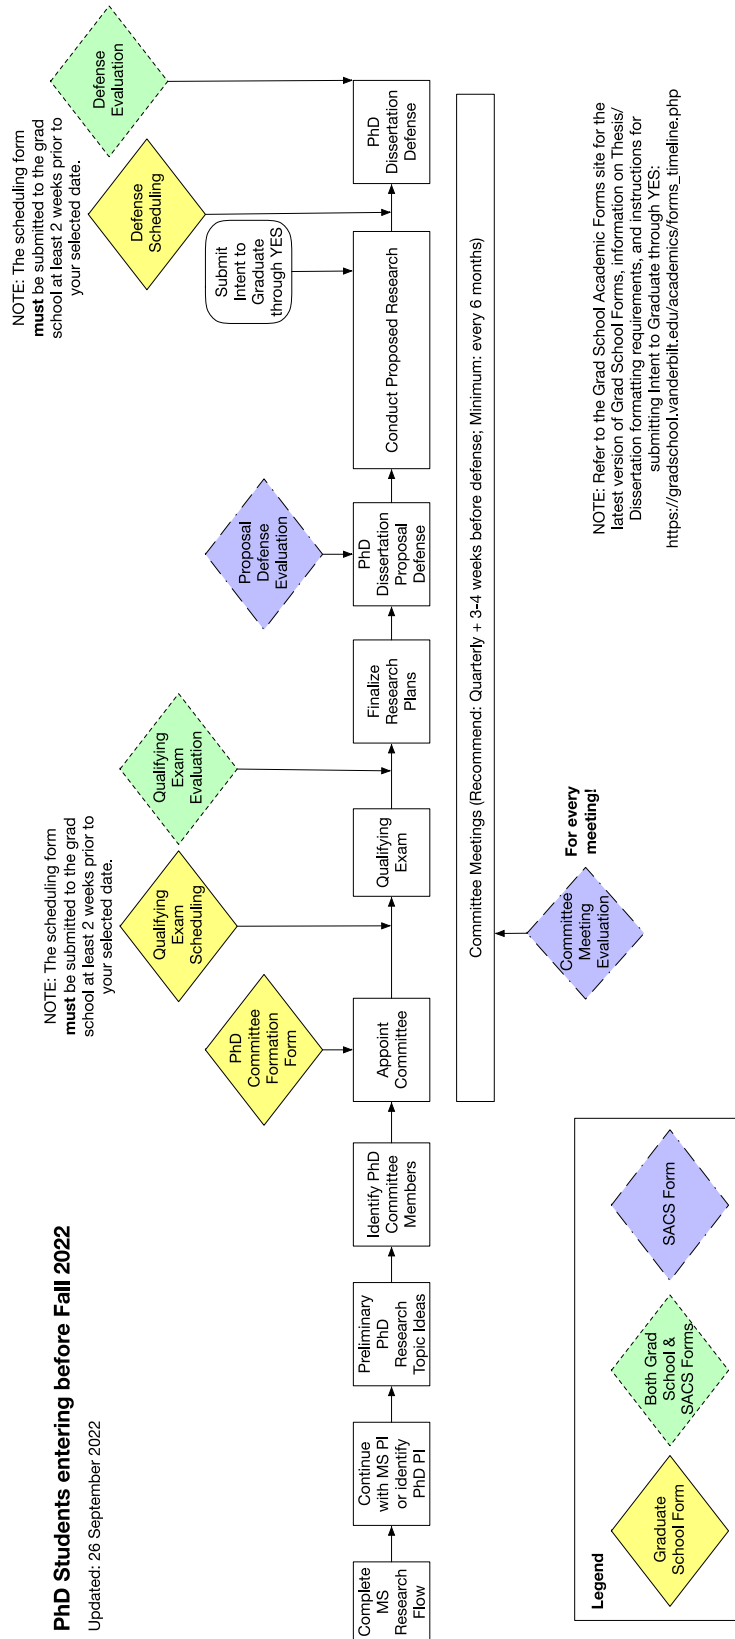 PhD Students entering before Fall 2022
Updated: 26 September 2022
NOTE: The scheduling form
must be submitted to the grad
school at least 2 weeks prior to
your selected date.
NOTE: The scheduling form
must be submitted to the grad
school at least 2 weeks prior to
your selected date.
Defense
Evaluation
Defense
Scheduling
Submit
Intent to
Graduate
through YES
Qualifying
Exam
Evaluation
Qualifying
Exam
Scheduling
PhD
Committee
Formation
Form
Proposal
Defense
Evaluation
Complete
MS
Research
Flow
Continue
with MS PI
or identify
PhD PI
Preliminary
PhD
Research
Topic Ideas
Identify PhD
Committee
Members
Appoint
Committee
Qualifying
Exam
Finalize
Research
Plans
PhD
Dissertation
Proposal
Defense
Conduct Proposed Research
PhD
Dissertation
Defense
Committee Meetings (Recommend: Quarterly + 3-4 weeks before defense; Minimum: every 6 months)
Committee
Meeting
Evaluation
For every
meeting!
NOTE: Refer to the Grad School Academic Forms site for the
latest version of Grad School Forms, information on Thesis/
Dissertation formatting requirements, and instructions for
submitting Intent to Graduate through YES:
https://gradschool.vanderbilt.edu/academics/forms_timeline.php
Legend
Graduate
School Form
Both Grad
School &
SACS Forms
SACS Form